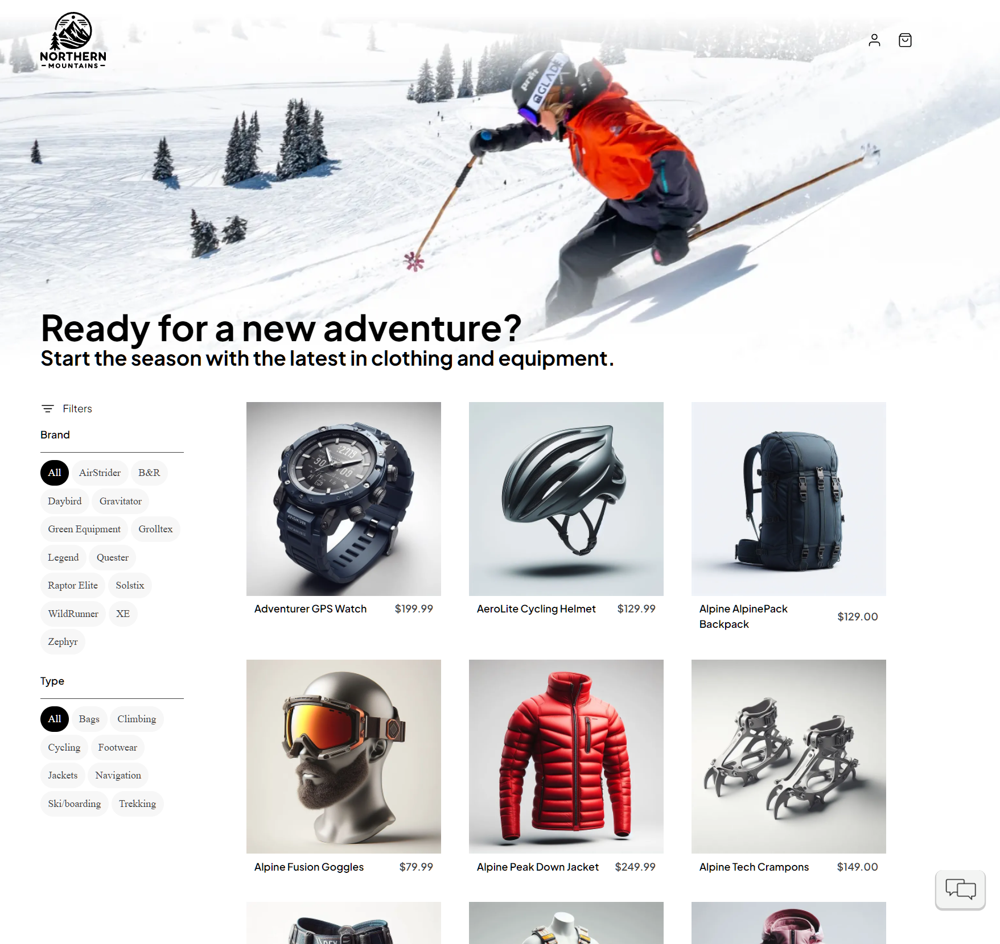 NORTHERN
MOUNTAINS
pret
GLADE
Ready for a new adventure?
Start the season with the latest in clothing and equipment.
Filters
Brand
All AirStrider B&R
Daybird Gravitator
Green Equipment Grolltex
Legend Quester
Raptor Elite Solstix
WildRunner XE
Zephyr
Type
All Bags Climbing
Cycling Footwear
Jackets Navigation
Ski/boarding Trekking
Adventurer GPS Watch $199.99
AeroLite Cycling Helmet $129.99
Alpine AlpinePack
Backpack
$129.00
Alpine Fusion Goggles $79.99
Alpine Peak Down Jacket $249.99
Alpine Tech Crampons $149.00